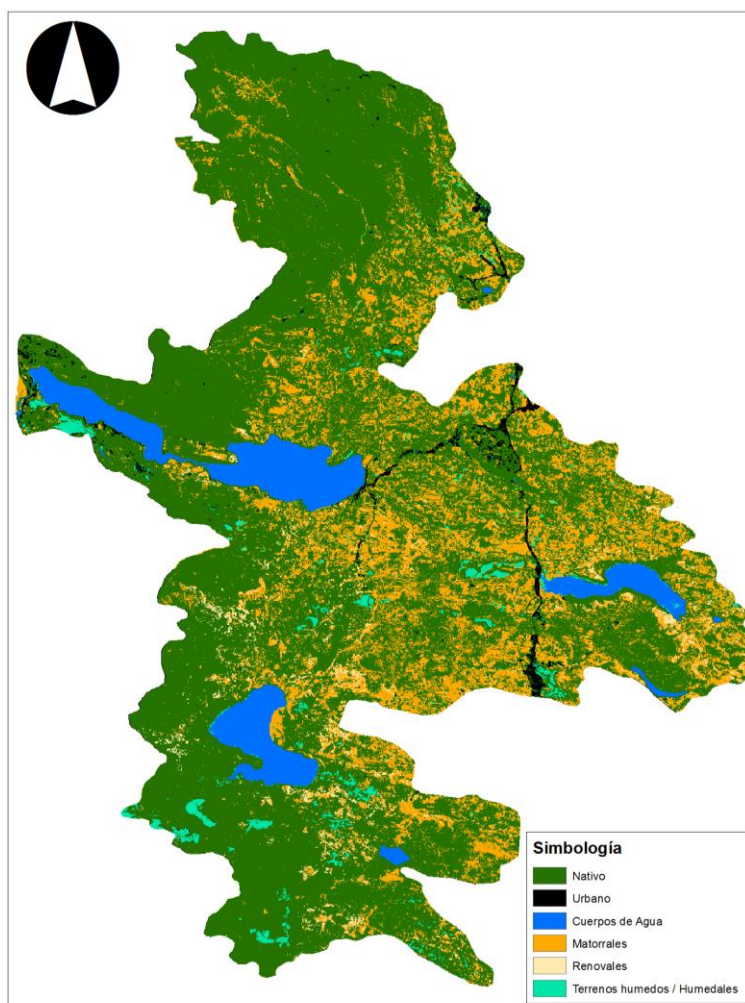 Simbología
Nativo
Urbano
Cuerpos de Agua
Matorrales
Renovales
Terrenos humedos / Humedales